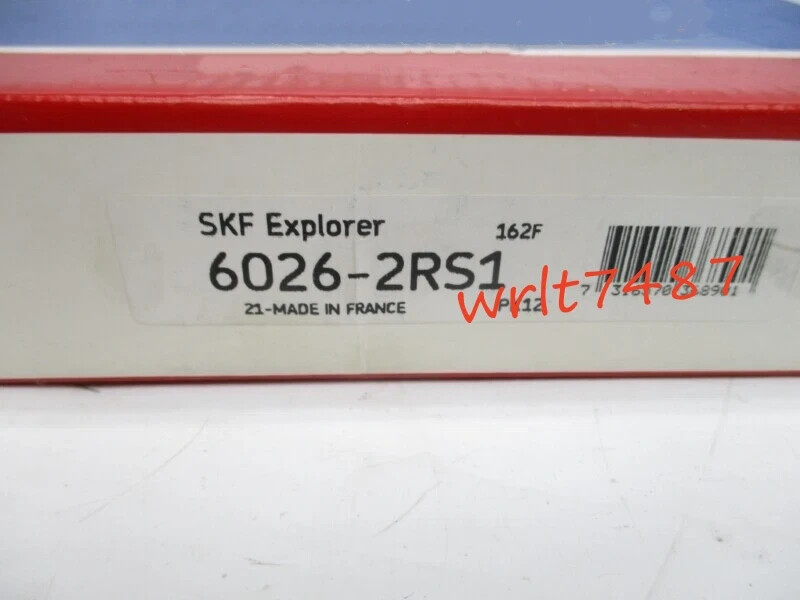 SKF Explorer
162F
6026-2RS1
21-MADE IN FRANCE
wrlt7487